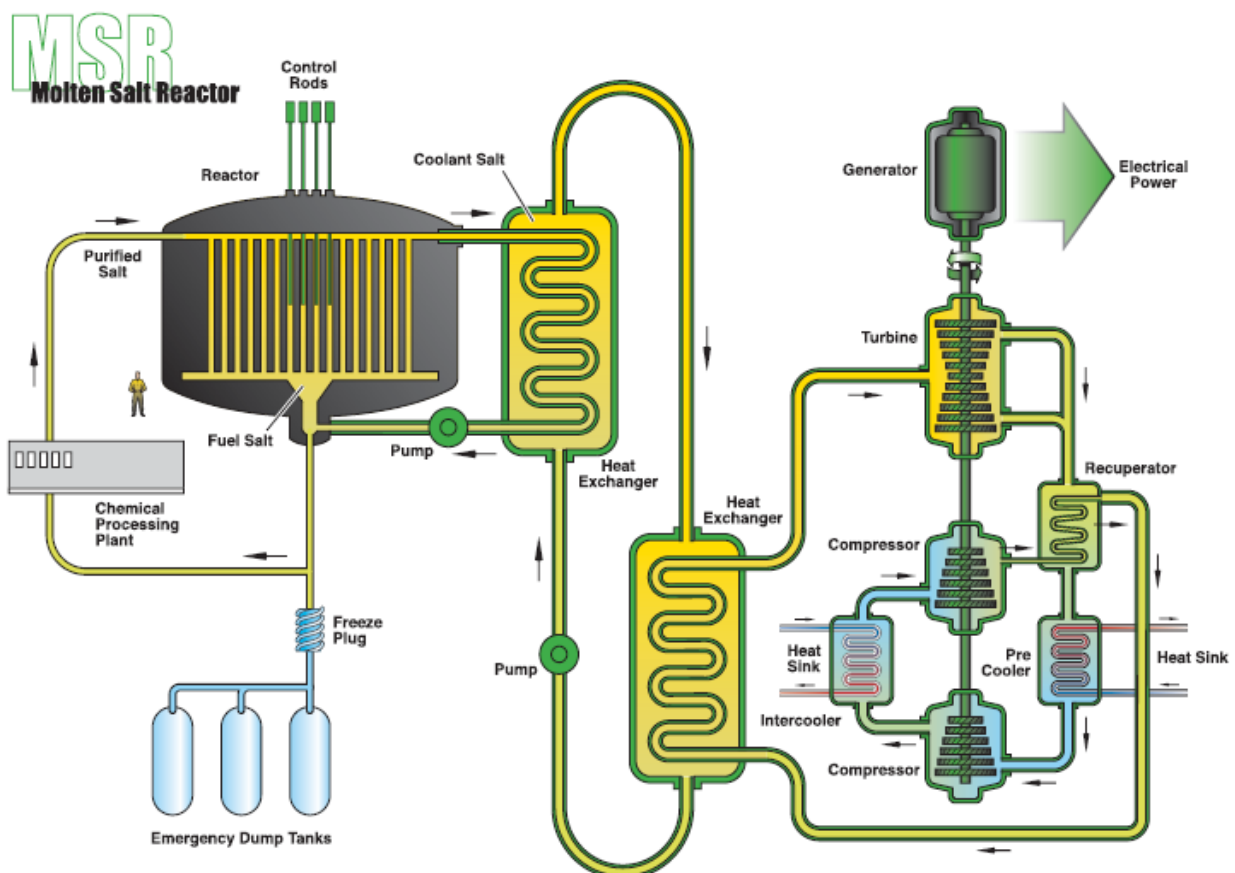 MSR
Molten Salt Reactor
Control
Rods
Reactor
Coolant Salt
Generator
Electrical
Power
Purified
Salt
Turbine
Fuel Salt
Pump
Heat
Exchanger
Recuperator
Chemical
Processing
Plant
Heat
Exchanger
Compressor
Freeze
Plug
Pump
Heat
Sink
Pre
Cooler
Heat Sink
Intercooler
Compressor
Emergency Dump Tanks